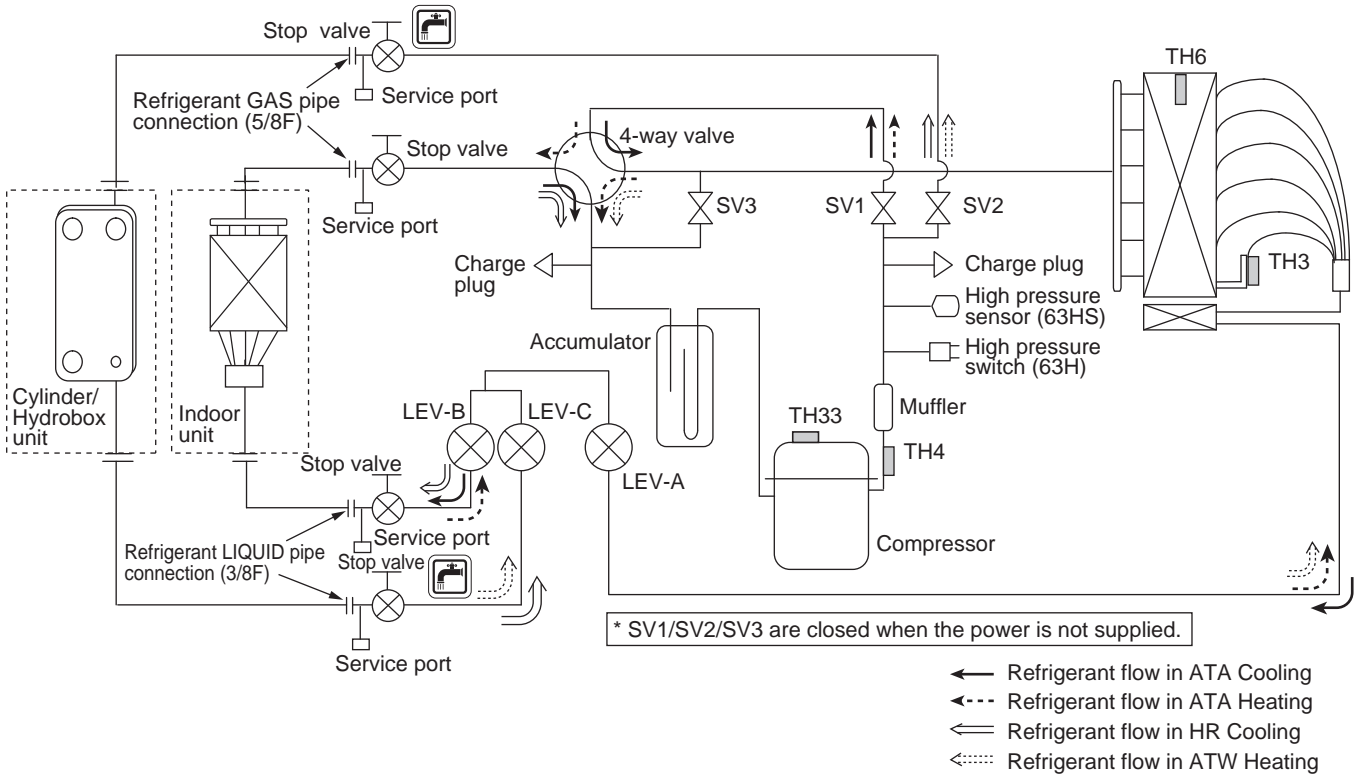 Stop valve
TH6
Refrigerant GAS pipe
connection (5/8F)
Service port
4-way valve
Stop valve
Service port
SV3
SV1
SV2
Charge
plug
Charge plug
TH3
High pressure
sensor (63HS)
High pressure
switch (63H)
Accumulator
Cylinder/
Hydrobox
unit
Indoor
unit
LEV-B
LEV-C
Muffler
TH33
TH4
LEV-A
Stop valve
Service port
Compressor
Refrigerant LIQUID pipe
connection (3/8F)
Stop valve
Service port
* SV1/SV2/SV3 are closed when the power is not supplied.
Refrigerant flow in ATA Cooling
Refrigerant flow in ATA Heating
Refrigerant flow in HR Cooling
Refrigerant flow in ATW Heating